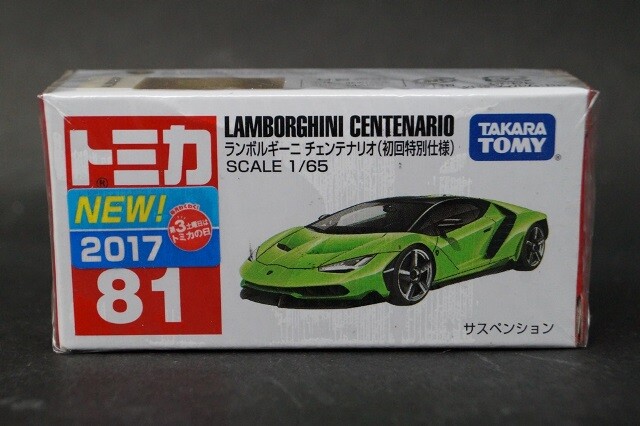 トミカ
®
NEW!
2017
第3土曜日は
トミカの日
81
LAMBORGHINI CENTENARIO
ランボルギーニ チェンテナリオ(初回特別仕様)
SCALE 1/65
TAKARA
TOMY
®
サスペンション